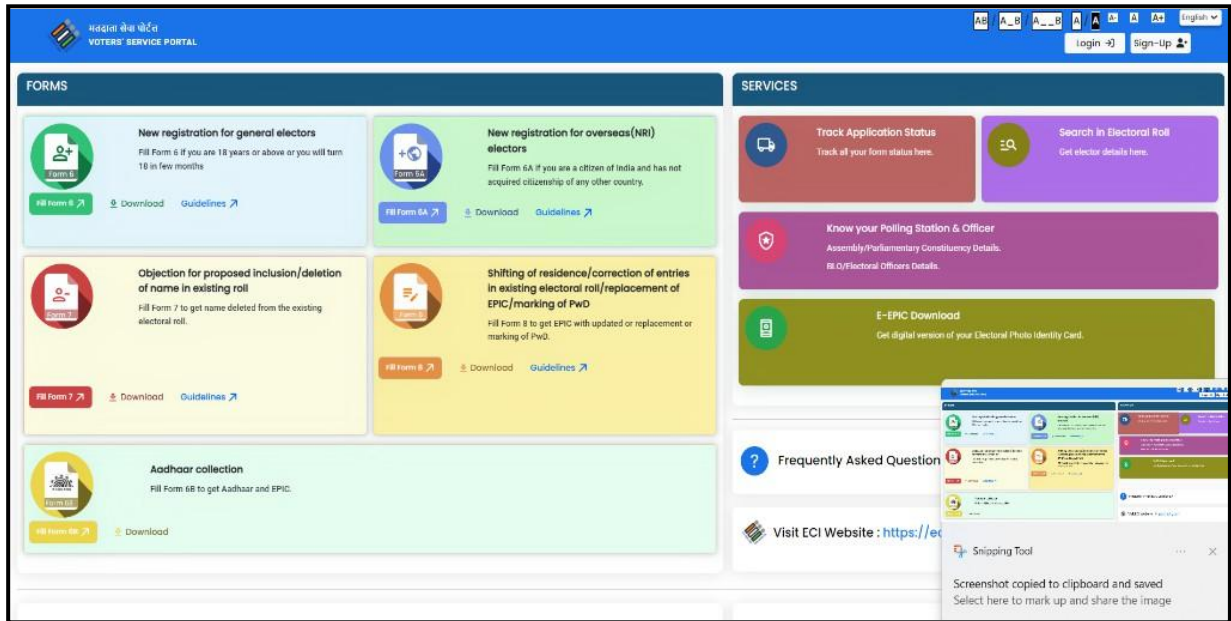 मतदाता सेवा पोर्टल
VOTERS' SERVICE PORTAL
AB / A_B / A__B A / A A- A A+ English
Login Sign-Up
FORMS
New registration for general electors
Fill Form 6 if you are 18 years or above or you will turn
18 in few months
Form 6
Fill Form 6 Download Guidelines
New registration for overseas(NRI)
electors
Fill Form 6A if you are a citizen of India and has not
acquired citizenship of any other country.
Form 6A
Fill Form 6A Download Guidelines
Objection for proposed inclusion/deletion
of name in existing roll
Fill Form 7 to get name deleted from the existing
electoral roll.
Form 7
Fill Form 7 Download Guidelines
Shifting of residence/correction of entries
in existing electoral roll/replacement of
EPIC/marking of PwD
Fill Form 8 to get EPIC with updated or replacement or
marking of PwD.
Form 8
Fill Form 8 Download Guidelines
Aadhaar collection
Fill Form 6B to get Aadhaar and EPIC.
Form 6B
Fill Form 6B Download
SERVICES
Track Application Status
Track all your form status here.
Search in Electoral Roll
Get elector details here.
Know your Polling Station & Officer
Assembly/Parliamentary Constituency Details.
BLO/Electoral Officers Details.
E-EPIC Download
Get digital version of your Electoral Photo Identity Card.
Frequently Asked Question
Visit ECI Website : https://ec
Snipping Tool
Screenshot copied to clipboard and saved
Select here to mark up and share the image